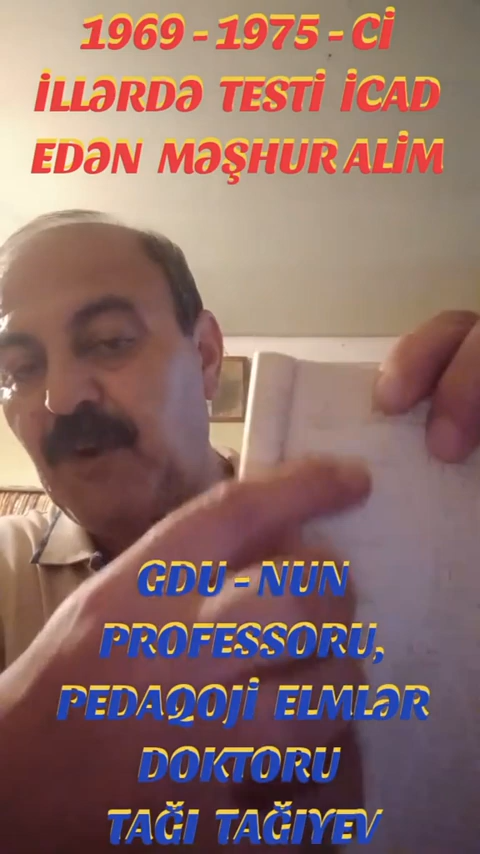 1969 - 1975 - Cİ
İLLƏRDƏ TESTİ İCAD
EDƏN MƏŞHUR ALİM
GDU - NUN
PROFESSORU,
PEDAQOJİ ELMLƏR
DOKTORU
TAĞI TAĞIYEV